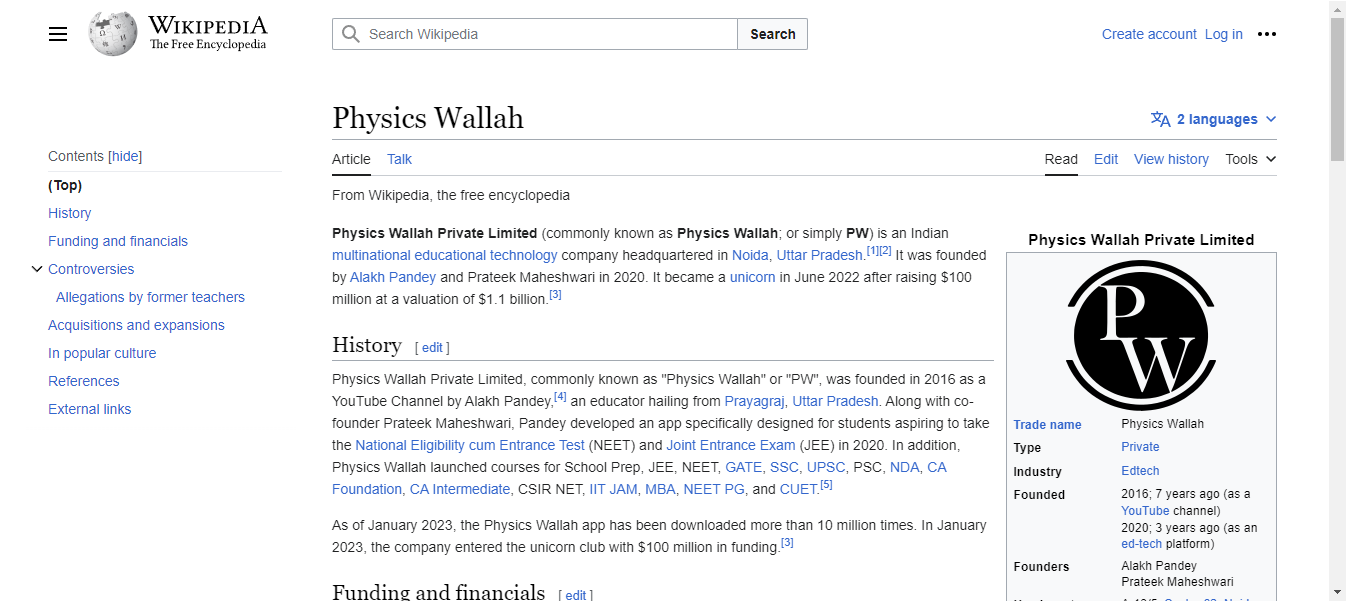 WIKIPEDIA
The Free Encyclopedia
Search Wikipedia
Search
Create account Log in
Contents [hide]
(Top)
History
Funding and financials
Controversies
Allegations by former teachers
Acquisitions and expansions
In popular culture
References
External links
Physics Wallah
2 languages
Article Talk
Read Edit View history Tools
From Wikipedia, the free encyclopedia
Physics Wallah Private Limited (commonly known as Physics Wallah; or simply PW) is an Indian
multinational educational technology company headquartered in Noida, Uttar Pradesh.[1][2] It was founded
by Alakh Pandey and Prateek Maheshwari in 2020. It became a unicorn in June 2022 after raising $100
million at a valuation of $1.1 billion.[3]
History [ edit ]
Physics Wallah Private Limited, commonly known as "Physics Wallah" or "PW", was founded in 2016 as a
YouTube Channel by Alakh Pandey,[4] an educator hailing from Prayagraj, Uttar Pradesh. Along with co-
founder Prateek Maheshwari, Pandey developed an app specifically designed for students aspiring to take
the National Eligibility cum Entrance Test (NEET) and Joint Entrance Exam (JEE) in 2020. In addition,
Physics Wallah launched courses for School Prep, JEE, NEET, GATE, SSC, UPSC, PSC, NDA, CA
Foundation, CA Intermediate, CSIR NET, IIT JAM, MBA, NEET PG, and CUET.[5]
As of January 2023, the Physics Wallah app has been downloaded more than 10 million times. In January
2023, the company entered the unicorn club with $100 million in funding.[3]
Funding and financials [ edit ]
Physics Wallah Private Limited
P
W
Trade name Physics Wallah
Type Private
Industry Edtech
Founded 2016; 7 years ago (as a
YouTube channel)
2020; 3 years ago (as an
ed-tech platform)
Founders Alakh Pandey
Prateek Maheshwari